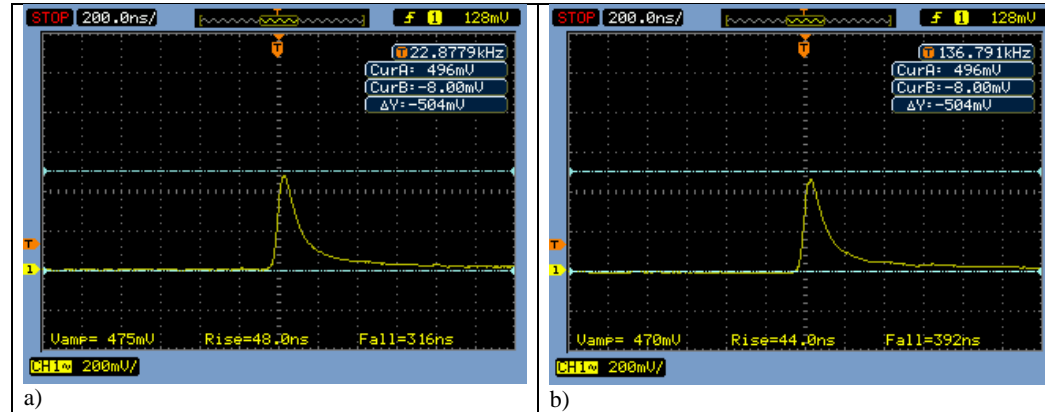 STOP 200.0ns/ T ƒ 1 128mV
T
T 22.8779kHz
CurA: 496mV
CurB:-8.00mV
ΔY:-504mV
T
1
Vamp= 475mV Rise=48.0ns Fall=316ns
CH1~ 200mV/
a)
STOP 200.0ns/ T ƒ 1 128mV
T
T 136.791kHz
CurA: 496mV
CurB:-8.00mV
ΔY:-504mV
T
1
Vamp= 470mV Rise=44.0ns Fall=392ns
CH1~ 200mV/
b)